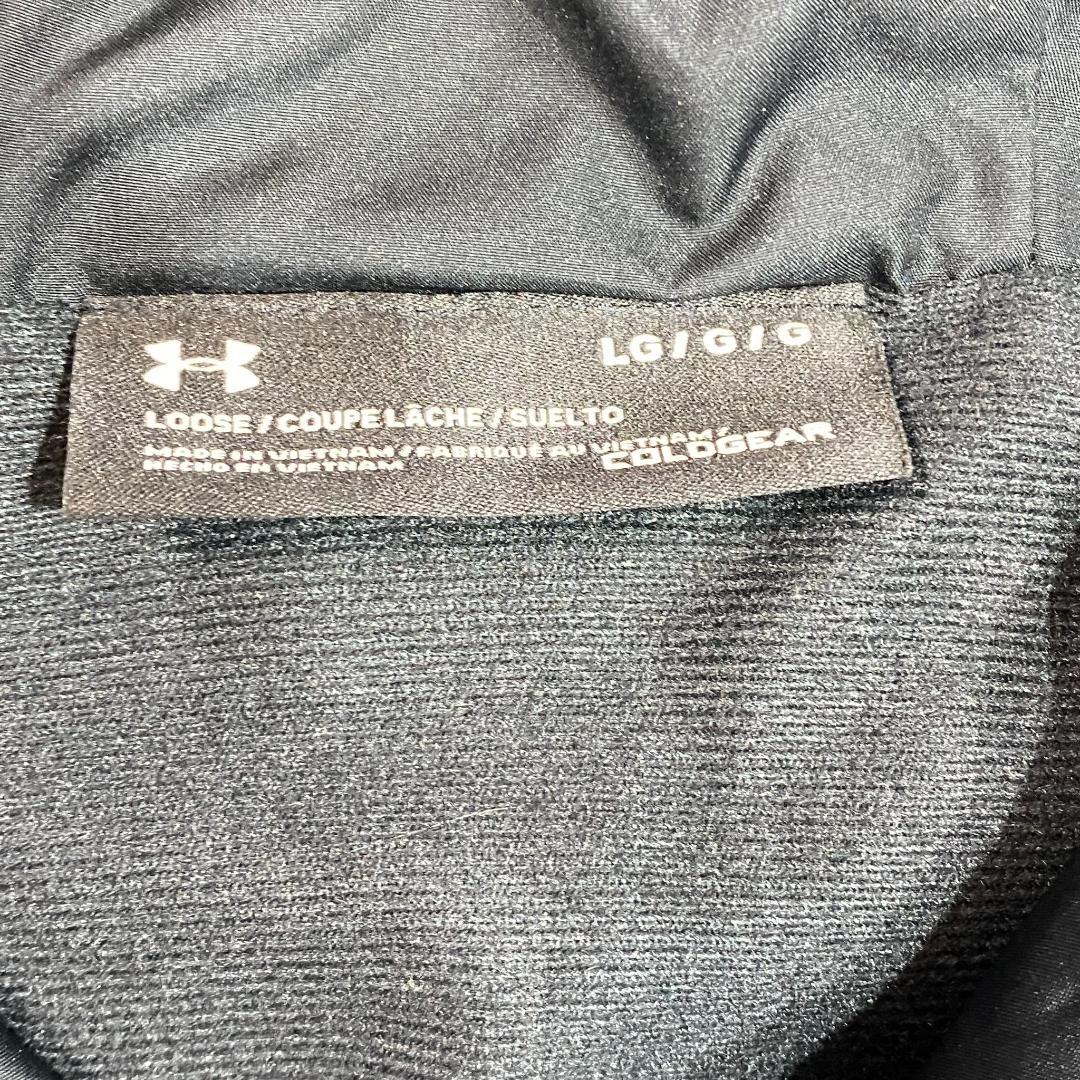 LG / G / G
LOOSE / COUPE LÂCHE / SUELTO
MADE IN VIETNAM / FABRIQUÉ AU VIETNAM /
HECHO EN VIETNAM
COLDGEAR